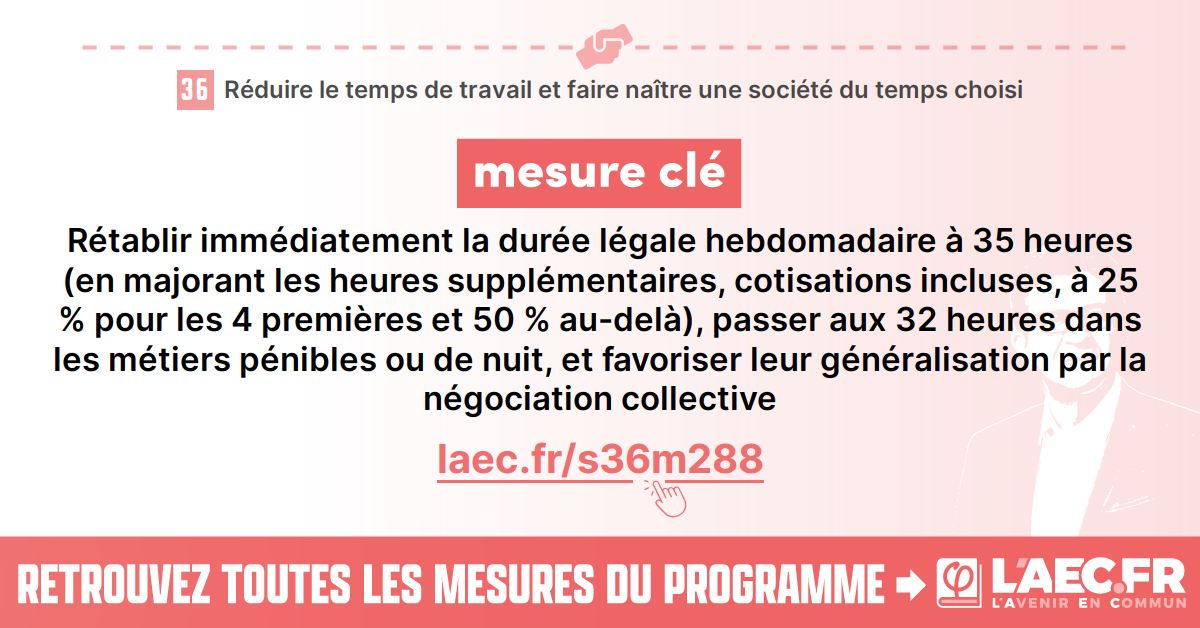 36 Réduire le temps de travail et faire naître une société du temps choisi
mesure clé
Rétablir immédiatement la durée légale hebdomadaire à 35 heures
(en majorant les heures supplémentaires, cotisations incluses, à 25
% pour les 4 premières et 50 % au-delà), passer aux 32 heures dans
les métiers pénibles ou de nuit, et favoriser leur généralisation par la
négociation collective
laec.fr/s36m288
RETROUVEZ TOUTES LES MESURES DU PROGRAMME
φ L'AEC.FR
L'AVENIR EN COMMUN